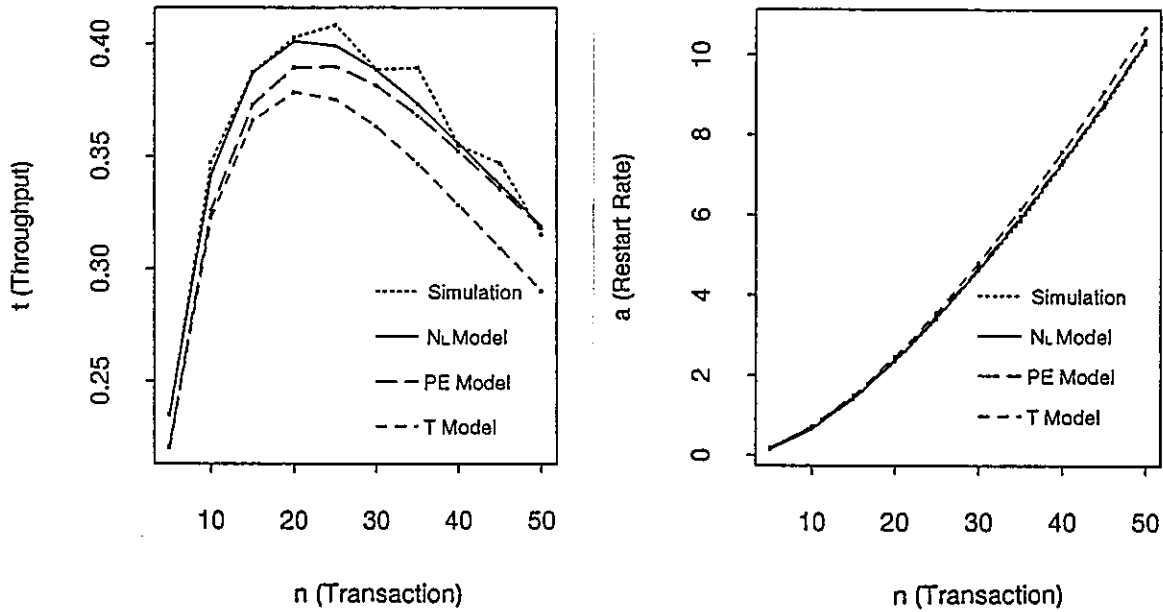 t (Throughput)
0.40
0.35
0.30
0.25
Simulation
NL Model
PE Model
T Model
10 20 30 40 50
n (Transaction)
a (Restart Rate)
10
8
6
4
2
0
Simulation
NL Model
PE Model
T Model
10 20 30 40 50
n (Transaction)